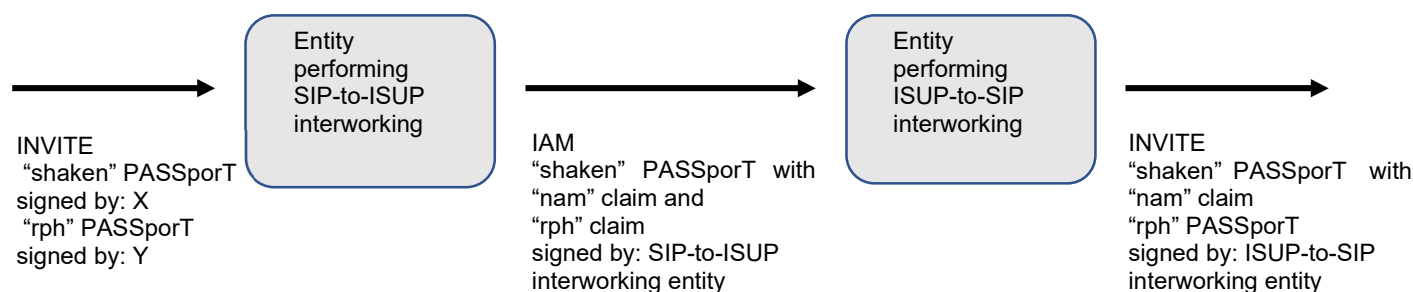 Entity
performing
SIP-to-ISUP
interworking
Entity
performing
ISUP-to-SIP
interworking
INVITE
“shaken” PASSporT
signed by: X
“rph” PASSporT
signed by: Y
IAM
“shaken” PASSporT with
“nam” claim and
“rph” claim
signed by: SIP-to-ISUP
interworking entity
INVITE
“shaken” PASSporT with
“nam” claim
“rph” PASSporT
signed by: ISUP-to-SIP
interworking entity